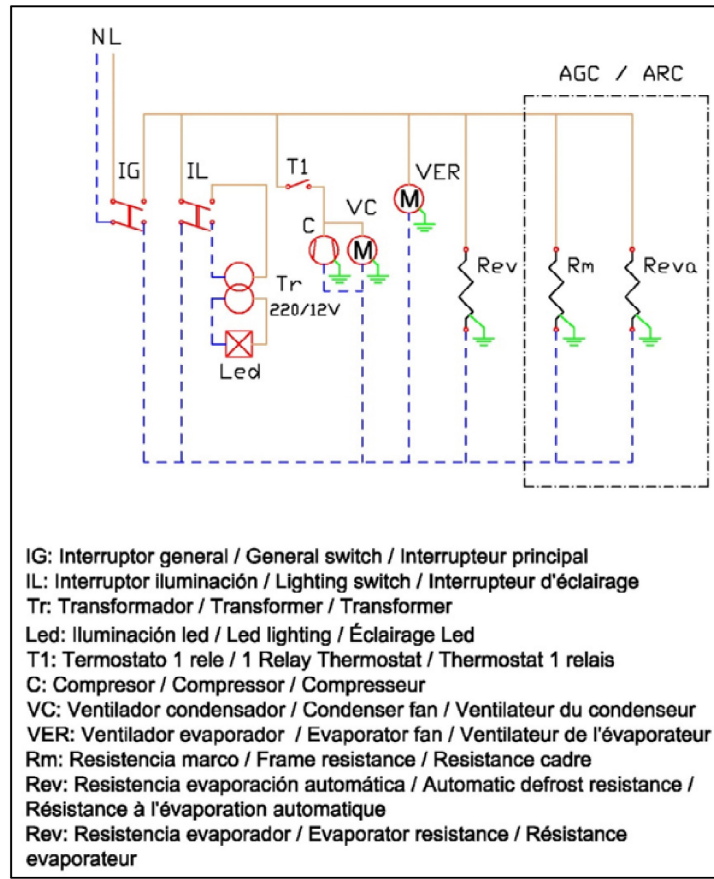 NL
AGC / ARC
IG
IL
T1
VER
VC
C
M
M
Rev
Rm
Reva
Tr
220/12V
Led
IG: Interruptor general / General switch / Interrupteur principal
IL: Interruptor iluminación / Lighting switch / Interrupteur d'éclairage
Tr: Transformador / Transformer / Transformer
Led: Iluminación led / Led lighting / Éclairage Led
T1: Termostato 1 rele / 1 Relay Thermostat / Thermostat 1 relais
C: Compresor / Compressor / Compresseur
VC: Ventilador condensador / Condenser fan / Ventilateur du condenseur
VER: Ventilador evaporador / Evaporator fan / Ventilateur de l'évaporateur
Rm: Resistencia marco / Frame resistance / Resistance cadre
Rev: Resistencia evaporación automática / Automatic defrost resistance /
Résistance à l'évaporation automatique
Rev: Resistencia evaporador / Evaporator resistance / Résistance
evaporateur